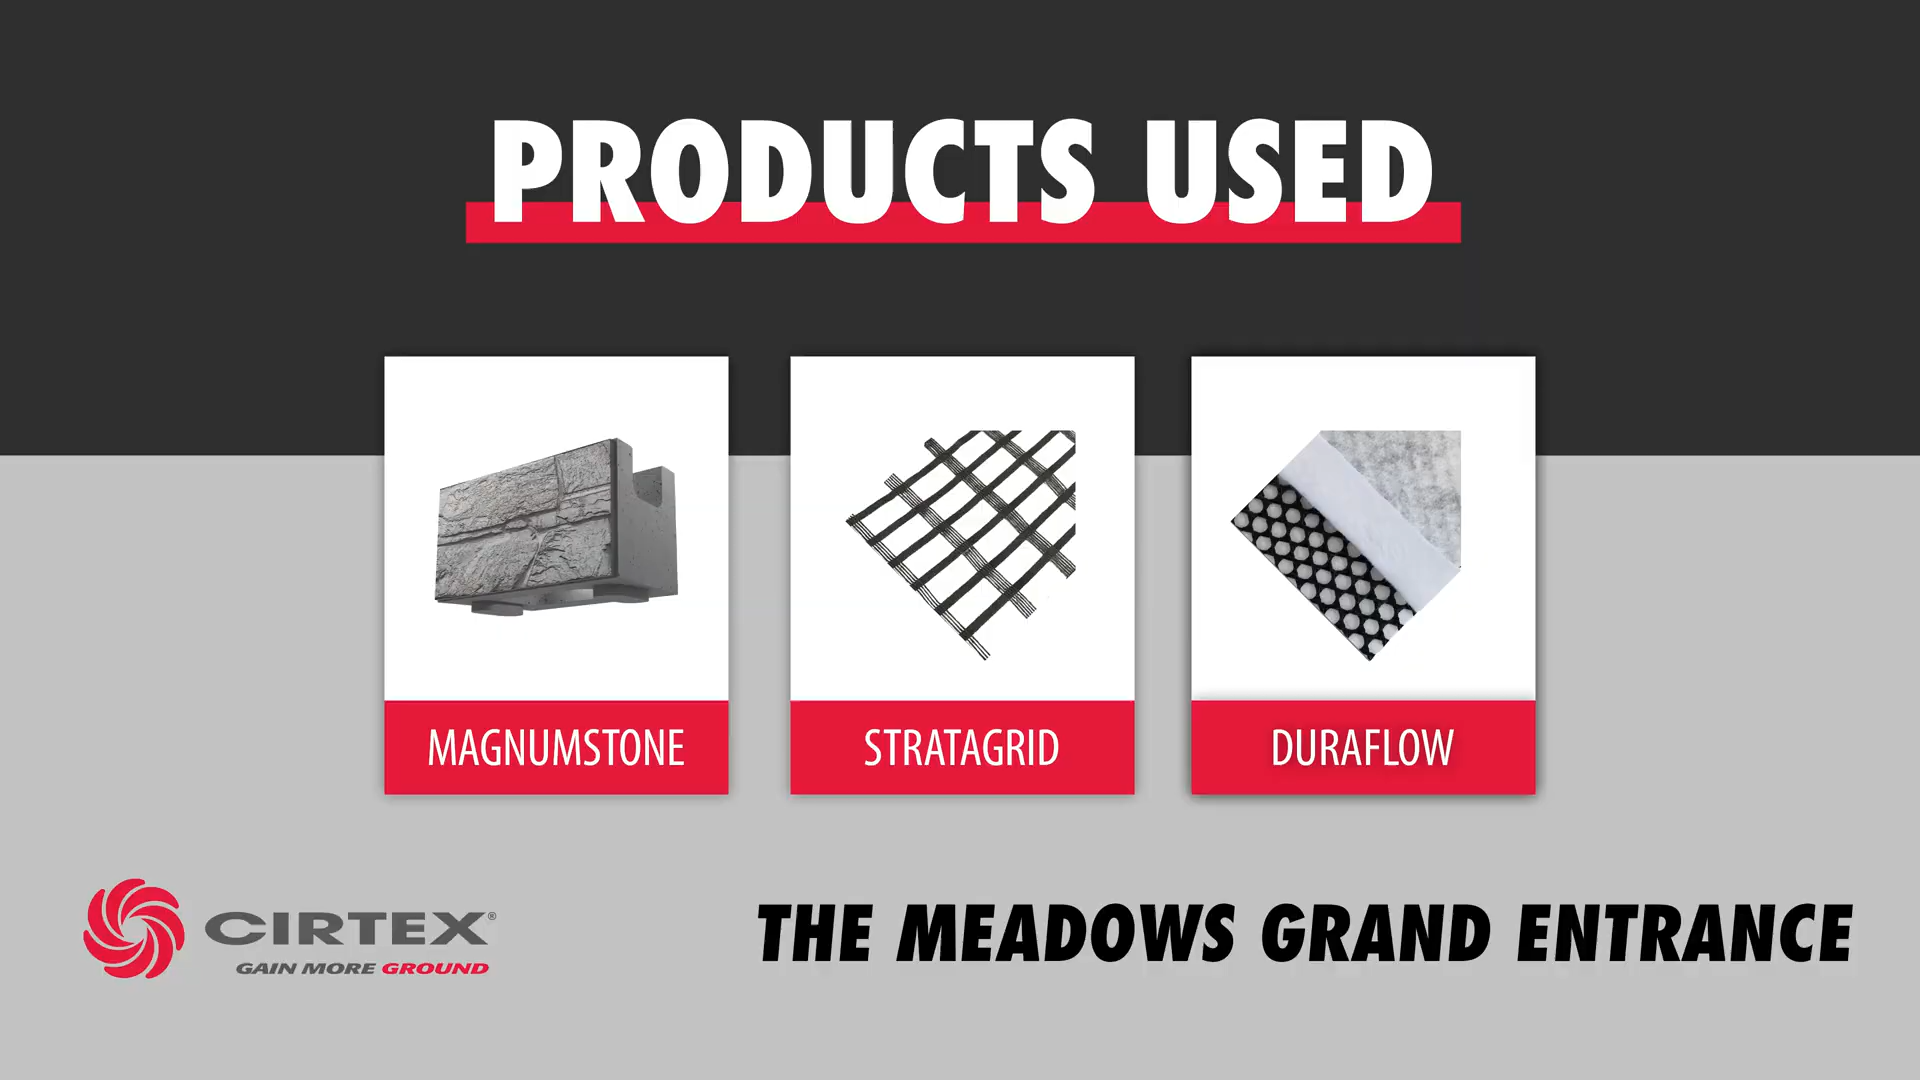 PRODUCTS USED
MAGNUMSTONE
STRATAGRID
DURAFLOW
CIRTEX®
GAIN MORE GROUND
THE MEADOWS GRAND ENTRANCE